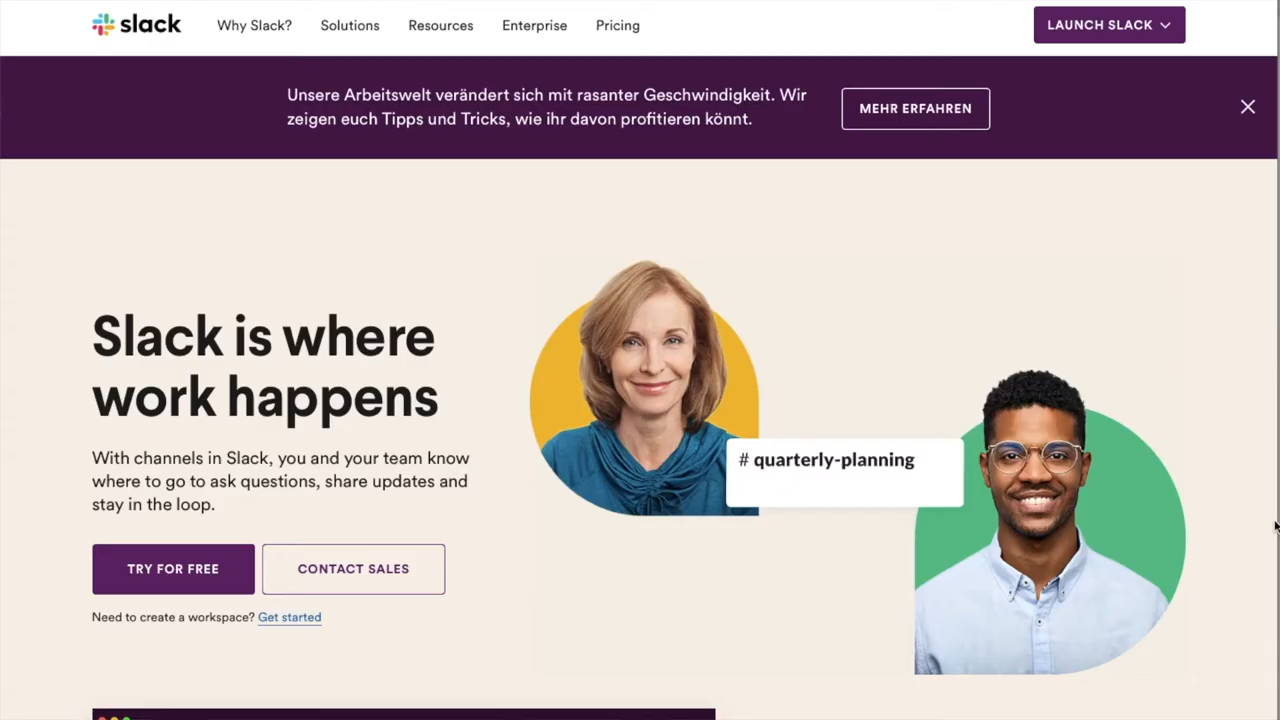 slack
Why Slack?
Solutions
Resources
Enterprise
Pricing
LAUNCH SLACK
Unsere Arbeitswelt verändert sich mit rasanter Geschwindigkeit. Wir
zeigen euch Tipps und Tricks, wie ihr davon profitieren könnt.
MEHR ERFAHREN
Slack is where
work happens
With channels in Slack, you and your team know
where to go to ask questions, share updates and
stay in the loop.
TRY FOR FREE
CONTACT SALES
Need to create a workspace? Get started
# quarterly-planning